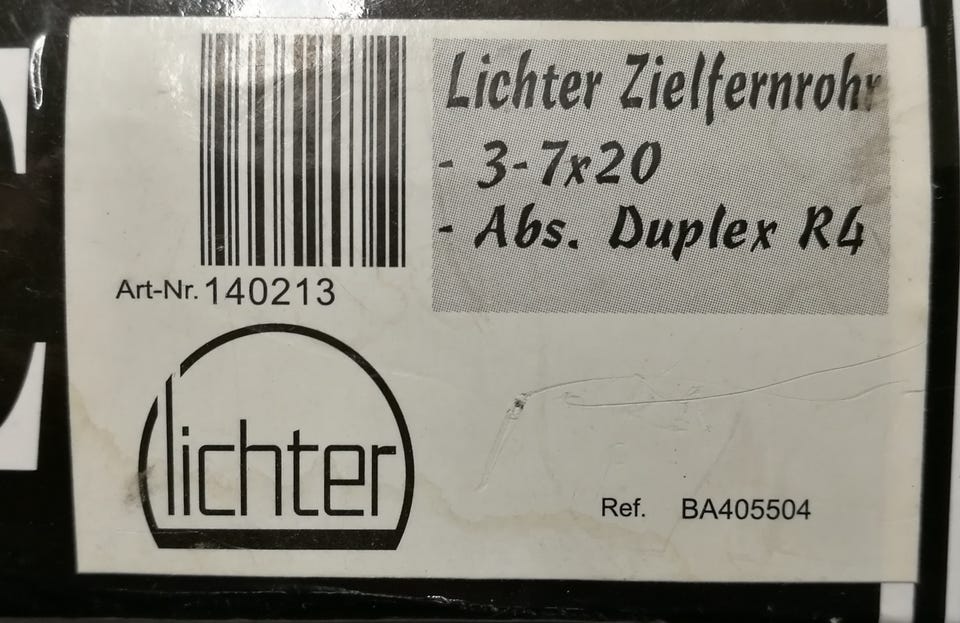 Lichter Zielfernrohr
- 3-7x20
- Abs. Duplex R4
Art-Nr. 140213
lichter
Ref. BA405504